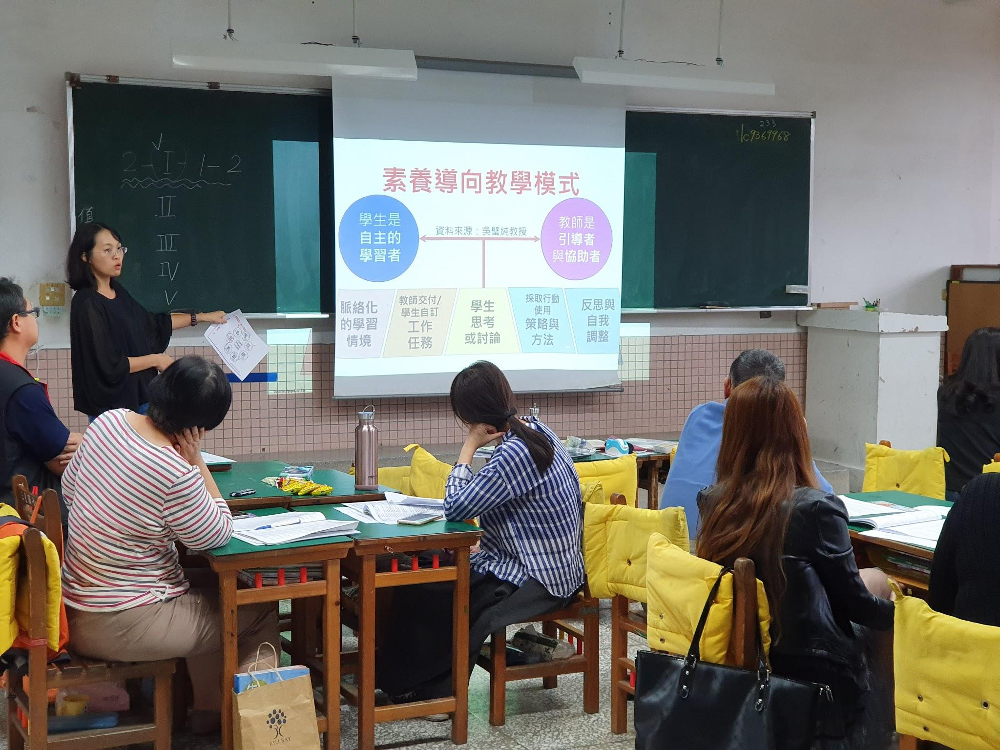 2-I-1-2
II
III
IV
V
值
素養導向教學模式
學生是
自主的
學習者
資料來源：吳璧純教授
教師是
引導者
與協助者
脈絡化
的學習
情境
教師交付/
學生自訂
工作
任務
學生
思考
或討論
採取行動
使用
策略與
方法
反思與
自我
調整
233
KILI BAY